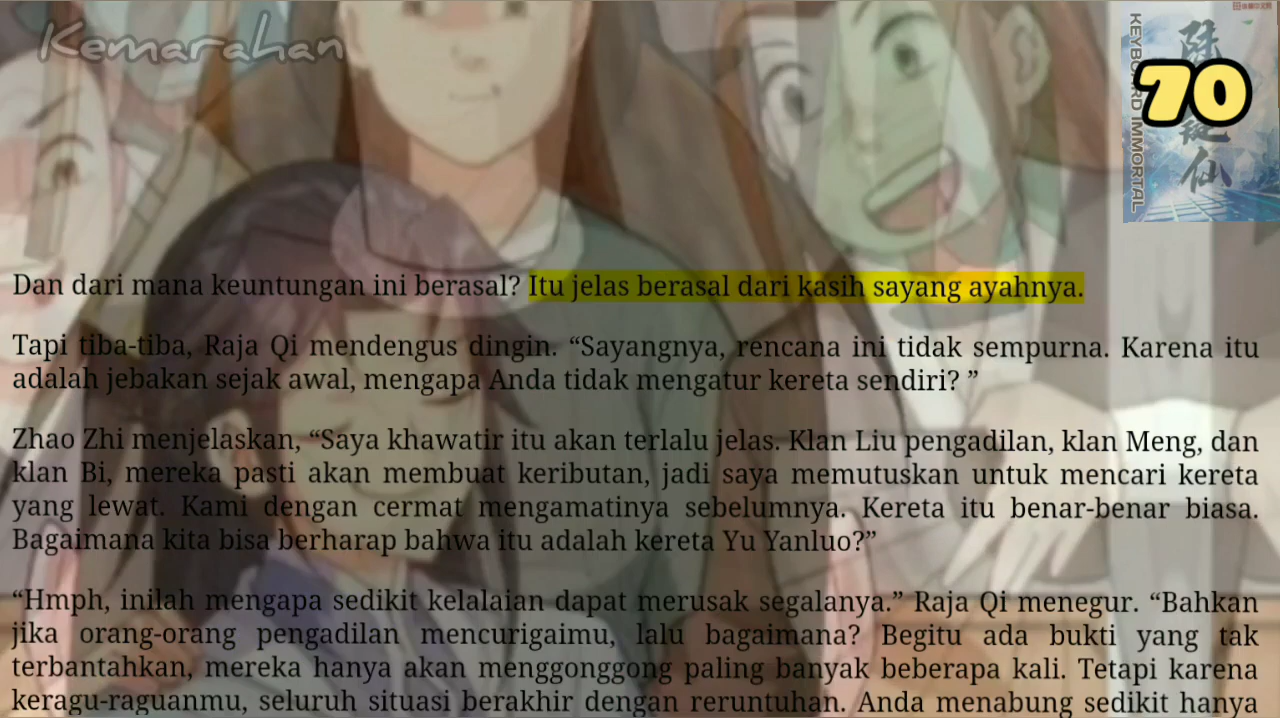 Kemarahan
KEYBOARD IMMORTAL
70
仙
Dan dari mana keuntungan ini berasal? Itu jelas berasal dari kasih sayang ayahnya.
Tapi tiba-tiba, Raja Qi mendengus dingin. “Sayangnya, rencana ini tidak sempurna. Karena itu
adalah jebakan sejak awal, mengapa Anda tidak mengatur kereta sendiri? ”
Zhao Zhi menjelaskan, “Saya khawatir itu akan terlalu jelas. Klan Liu pengadilan, klan Meng, dan
klan Bi, mereka pasti akan membuat keributan, jadi saya memutuskan untuk mencari kereta
yang lewat. Kami dengan cermat mengamatinya sebelumnya. Kereta itu benar-benar biasa.
Bagaimana kita bisa berharap bahwa itu adalah kereta Yu Yanluo?”
“Hmph, inilah mengapa sedikit kelalaian dapat merusak segalanya.” Raja Qi menegur. “Bahkan
jika orang-orang pengadilan mencurigaimu, lalu bagaimana? Begitu ada bukti yang tak
terbantahkan, mereka hanya akan menggonggong paling banyak beberapa kali. Tetapi karena
keragu-raguanmu, seluruh situasi berakhir dengan reruntuhan. Anda menabung sedikit hanya